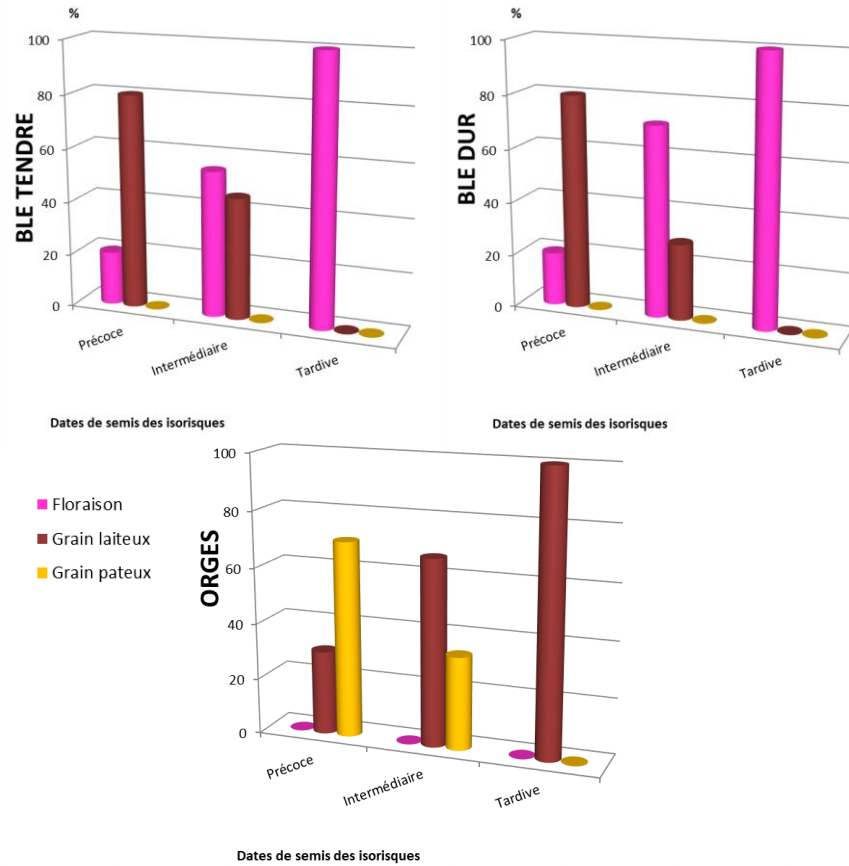 %
100
80
60
40
20
0
BLE TENDRE
Précoce
Intermédiaire
Tardive
Dates de semis des isorisques
%
100
80
60
40
20
0
BLE DUR
Précoce
Intermédiaire
Tardive
Dates de semis des isorisques
Floraison
Grain laiteux
Grain pateux
100
80
60
40
20
0
ORGES
Précoce
Intermédiaire
Tardive
Dates de semis des isorisques